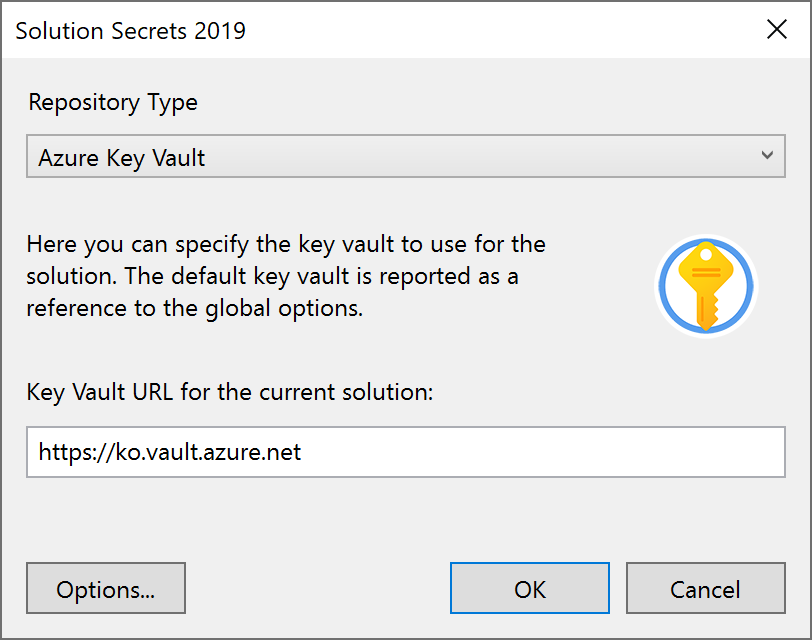 Solution Secrets 2019
Repository Type
Azure Key Vault
Here you can specify the key vault to use for the
solution. The default key vault is reported as a
reference to the global options.
Key Vault URL for the current solution:
https://ko.vault.azure.net
Options...
OK
Cancel